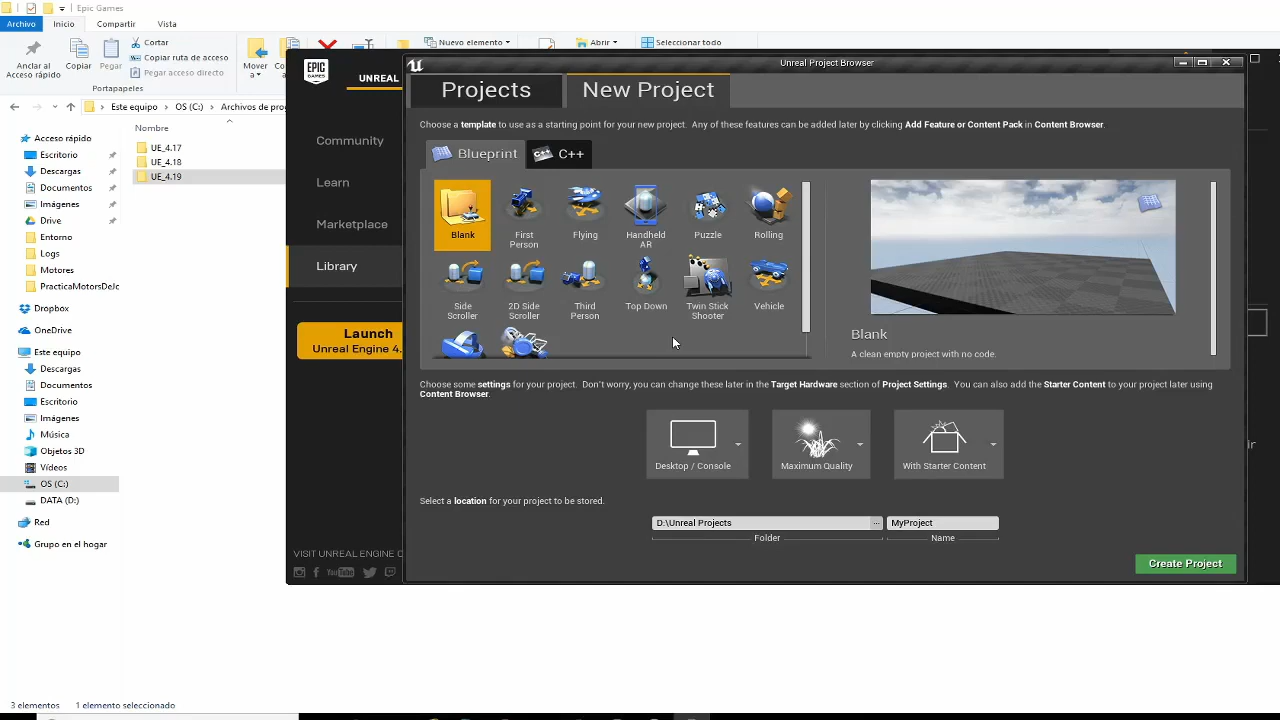 Epic Games
Archivo Inicio Compartir Vista
Anclar al
Acceso rápido
Copiar
Pegar
Cortar
Copiar ruta de acceso
Pegar acceso directo
Mover
a
Portapapeles
Nuevo elemento
Abrir
Seleccionar todo
Este equipo
OS (C:)
Nombre
UE_4.17
UE_4.18
UE_4.19
Acceso rápido
Escritorio
Descargas
Documentos
Imágenes
Drive
Entorno
Logs
Motores
PracticaMotorsDeJc
Dropbox
OneDrive
Este equipo
Descargas
Documentos
Escritorio
Imágenes
Música
Objetos 3D
Vídeos
OS (C:)
DATA (D:)
Red
Grupo en el hogar
3 elementos
1 elemento seleccionado
EPIC
GAMES
UNREAL
Community
Learn
Marketplace
Library
Launch
Unreal Engine 4.
VISIT UNREAL ENGINE
YouTube
Unreal Project Browser
Projects
New Project
Choose a template to use as a starting point for your new project. Any of these features can be added later by clicking Add Feature or Content Pack in Content Browser.
Blueprint
C++
Blank
First
Person
Flying
Handheld
AR
Puzzle
Rolling
Side
Scroller
2D Side
Scroller
Third
Person
Top Down
Twin Stick
Shooter
Vehicle
Blank
A clean empty project with no code.
Choose some settings for your project. Don't worry, you can change these later in the Target Hardware section of Project Settings. You can also add the Starter Content to your project later using
Content Browser.
Desktop / Console
Maximum Quality
With Starter Content
Select a location for your project to be stored.
D:\Unreal Projects
...
MyProject
Folder
Name
Create Project